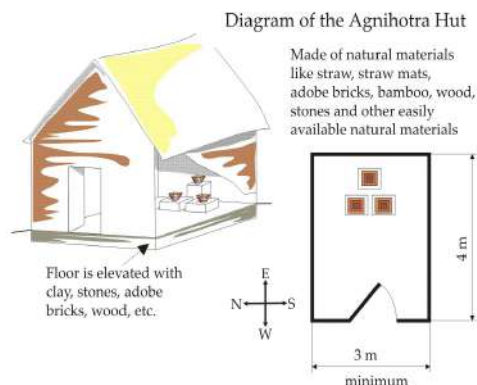 Diagram of the Agnihotra Hut
Made of natural materials
like straw, straw mats,
adobe bricks, bamboo, wood,
stones and other easily
available natural materials
Floor is elevated with
clay, stones, adobe
bricks, wood, etc.
E
N
S
W
4 m
3 m
minimum